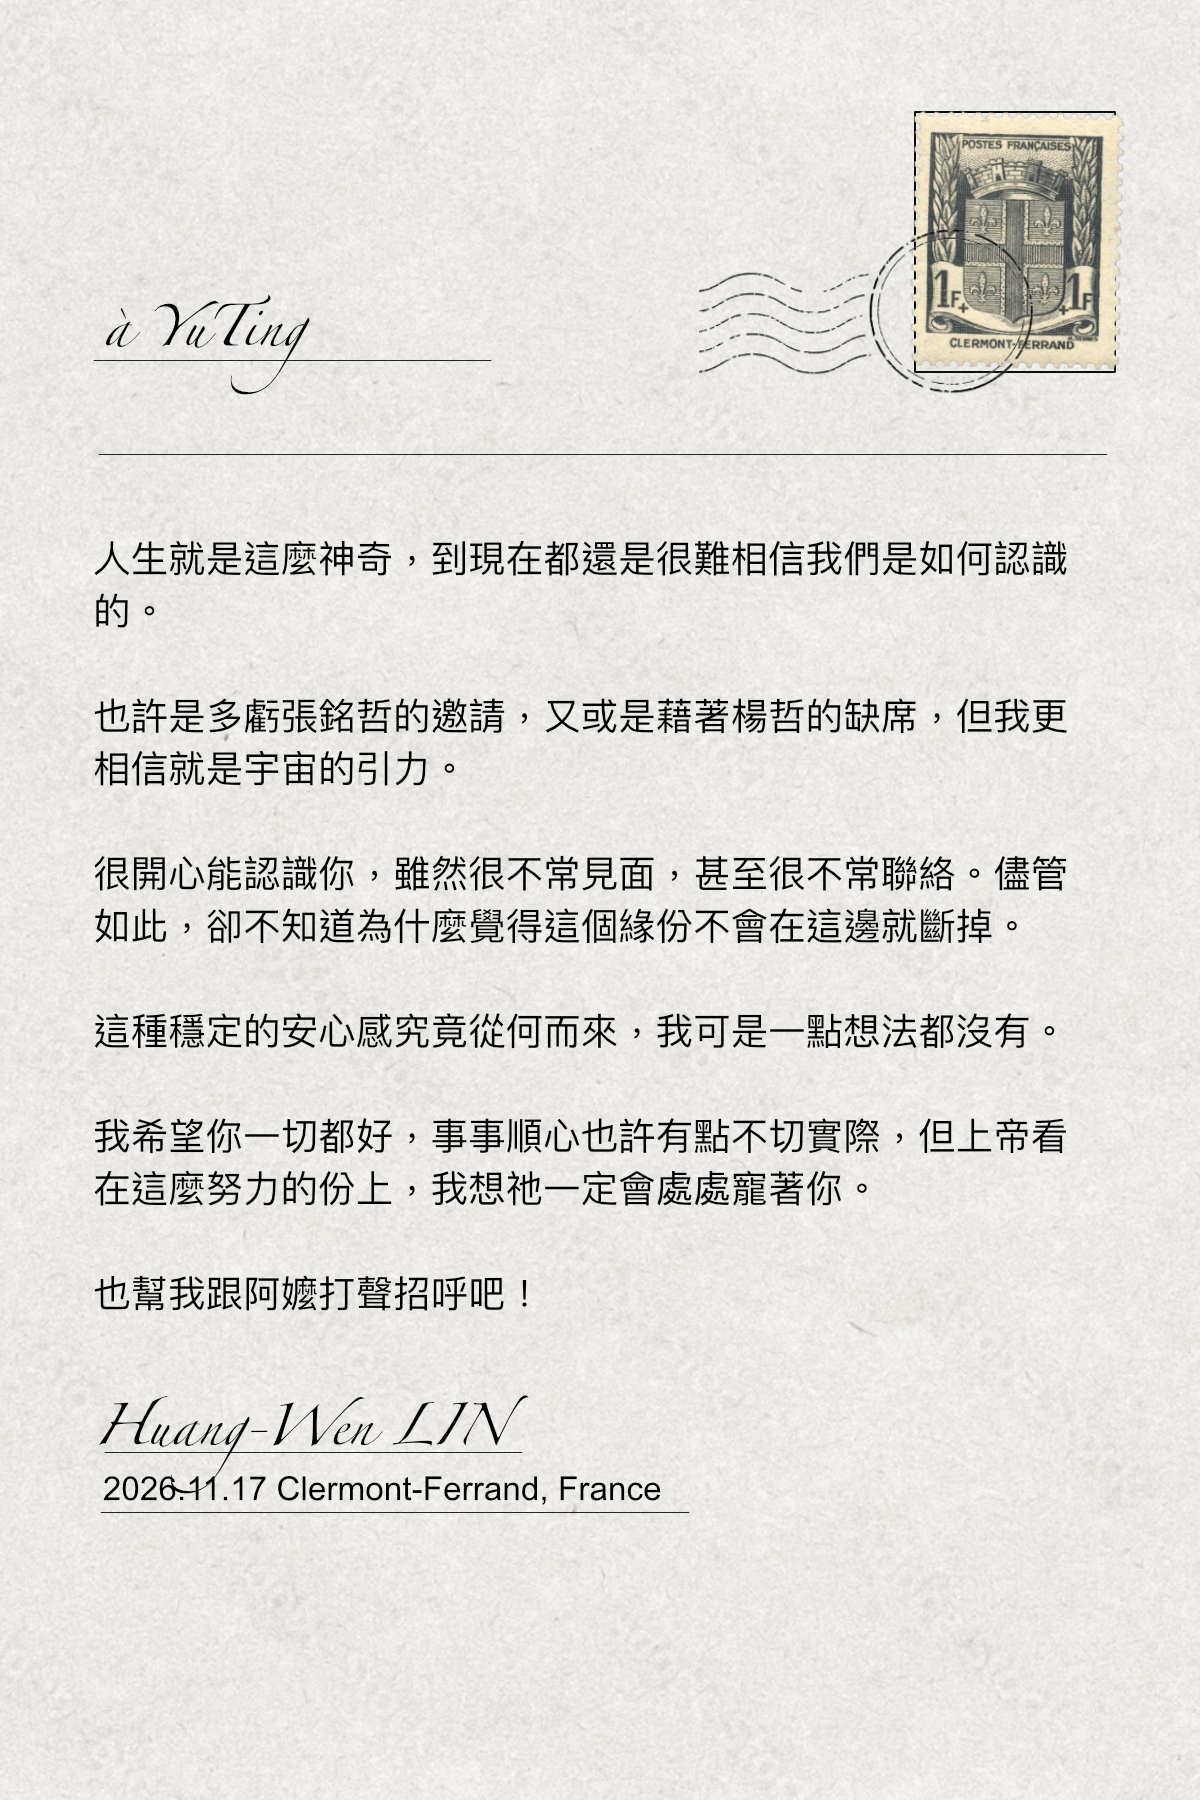 POSTES FRANÇAISES
1F+
+1F
CLERMONT-FERRAND
à YuTing
人生就是這麼神奇，到現在都還是很難相信我們是如何認識
的。
也許是多虧張銘哲的邀請，又或是藉著楊哲的缺席，但我更
相信就是宇宙的引力。
很開心能認識你，雖然很不常見面，甚至很不常聯絡。儘管
如此，卻不知道為什麼覺得這個緣份不會在這邊就斷掉。
這種穩定的安心感究竟從何而來，我可是一點想法都沒有。
我希望你一切都好，事事順心也許有點不切實際，但上帝看
在這麼努力的份上，我想祂一定會處處寵著你。
也幫我跟阿嬤打聲招呼吧！
Huang-Wen LIN
2026.11.17 Clermont-Ferrand, France